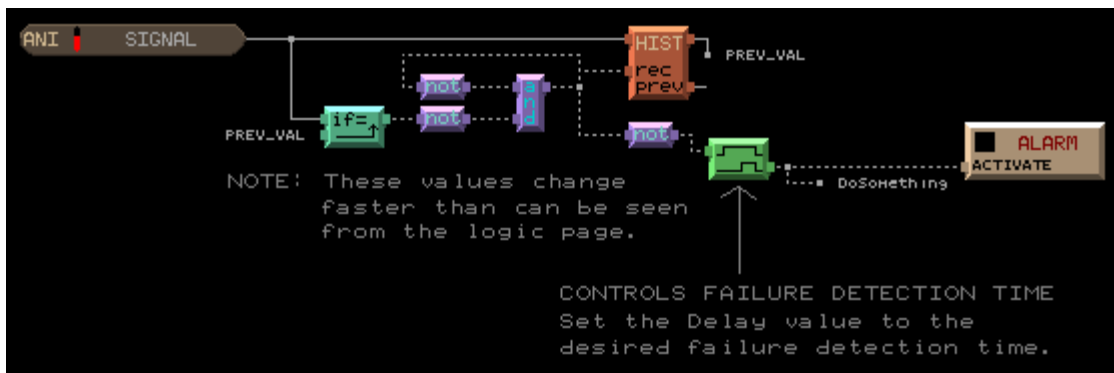 ANI SIGNAL
HIST
PREV_VAL
rec
prev
not
and
if=
not
PREV_VAL
not
ALARM
ACTIVATE
DoSomething
NOTE: These values change
faster than can be seen
from the logic page.
CONTROLS FAILURE DETECTION TIME
Set the Delay value to the
desired failure detection time.